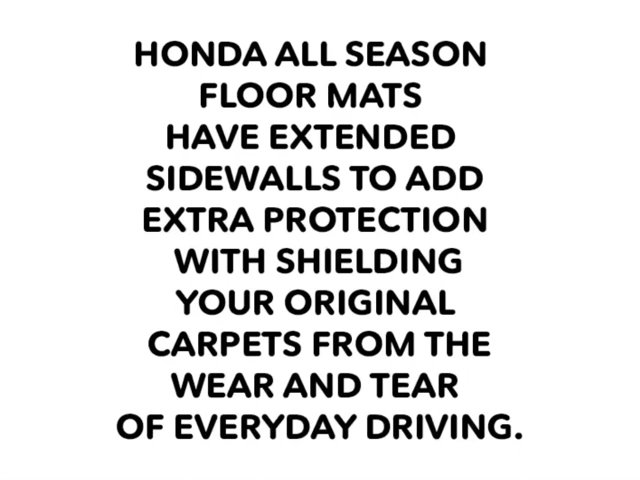 HONDA ALL SEASON
FLOOR MATS
HAVE EXTENDED
SIDEWALLS TO ADD
EXTRA PROTECTION
WITH SHIELDING
YOUR ORIGINAL
CARPETS FROM THE
WEAR AND TEAR
OF EVERYDAY DRIVING.